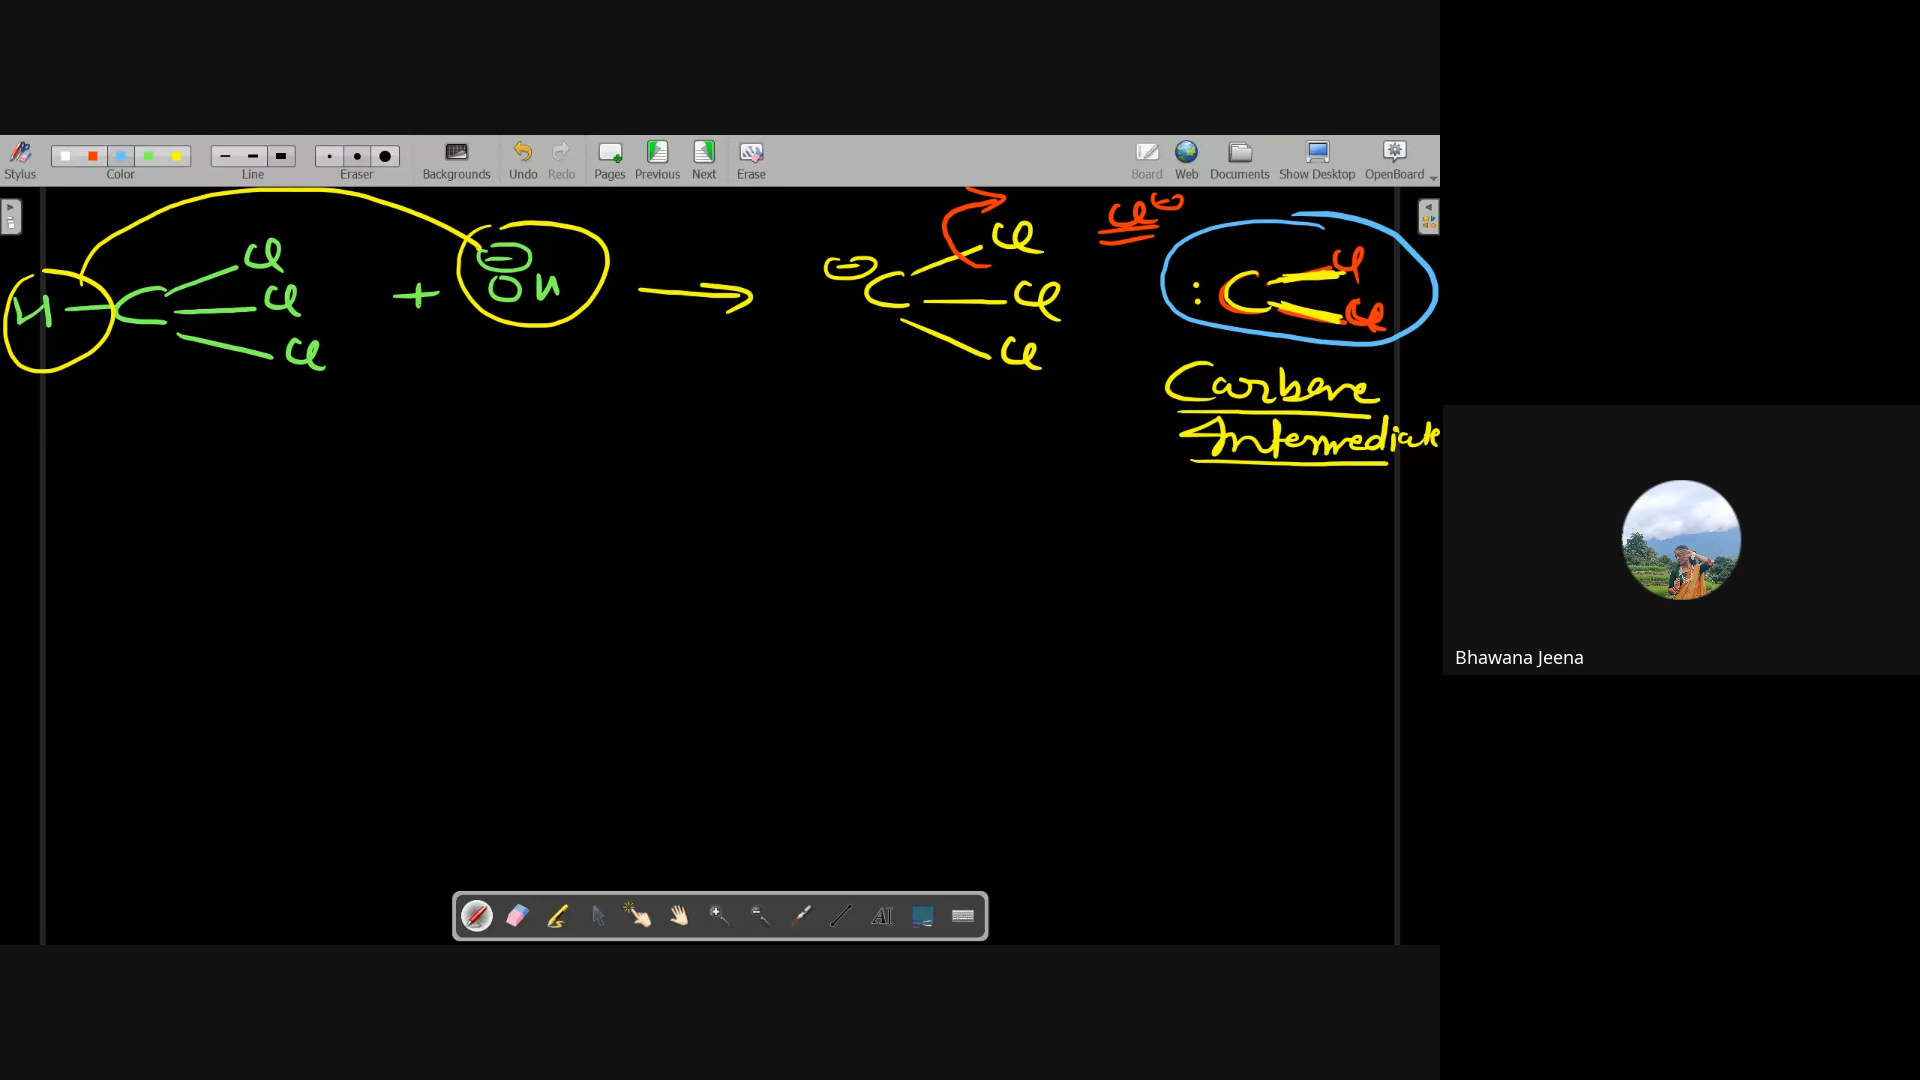 Stylus Color Line Eraser Backgrounds Undo Redo Pages Previous Next Erase Board Web Documents Show Desktop OpenBoard
Cl⊖
H-C Cl Cl Cl + ⊖OH → ⊖C Cl Cl Cl :C Cl Cl
Carbene
Intermediate
AI
Bhawana Jeena